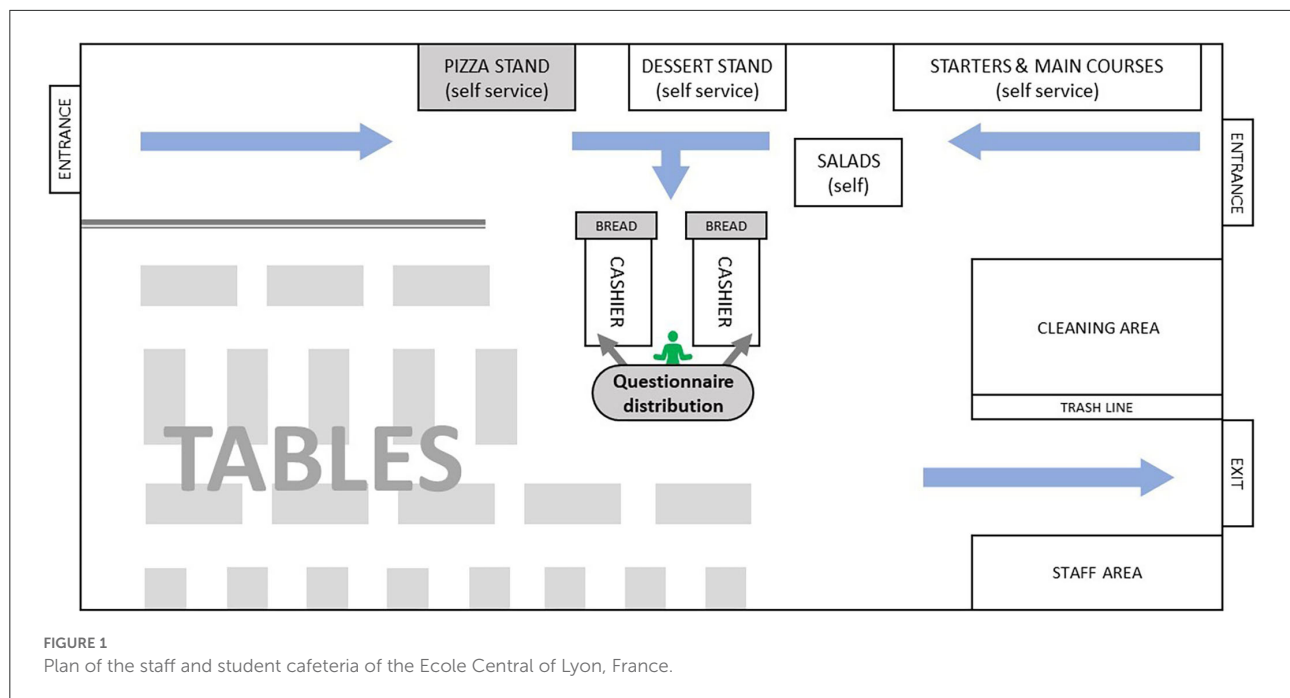 PIZZA STAND
(self service)
DESSERT STAND
(self service)
STARTERS & MAIN COURSES
(self service)
ENTRANCE
SALADS
(self)
ENTRANCE
BREAD
BREAD
CASHIER
CASHIER
CLEANING AREA
Questionnaire
distribution
TRASH LINE
TABLES
EXIT
STAFF AREA
FIGURE 1
Plan of the staff and student cafeteria of the Ecole Central of Lyon, France.